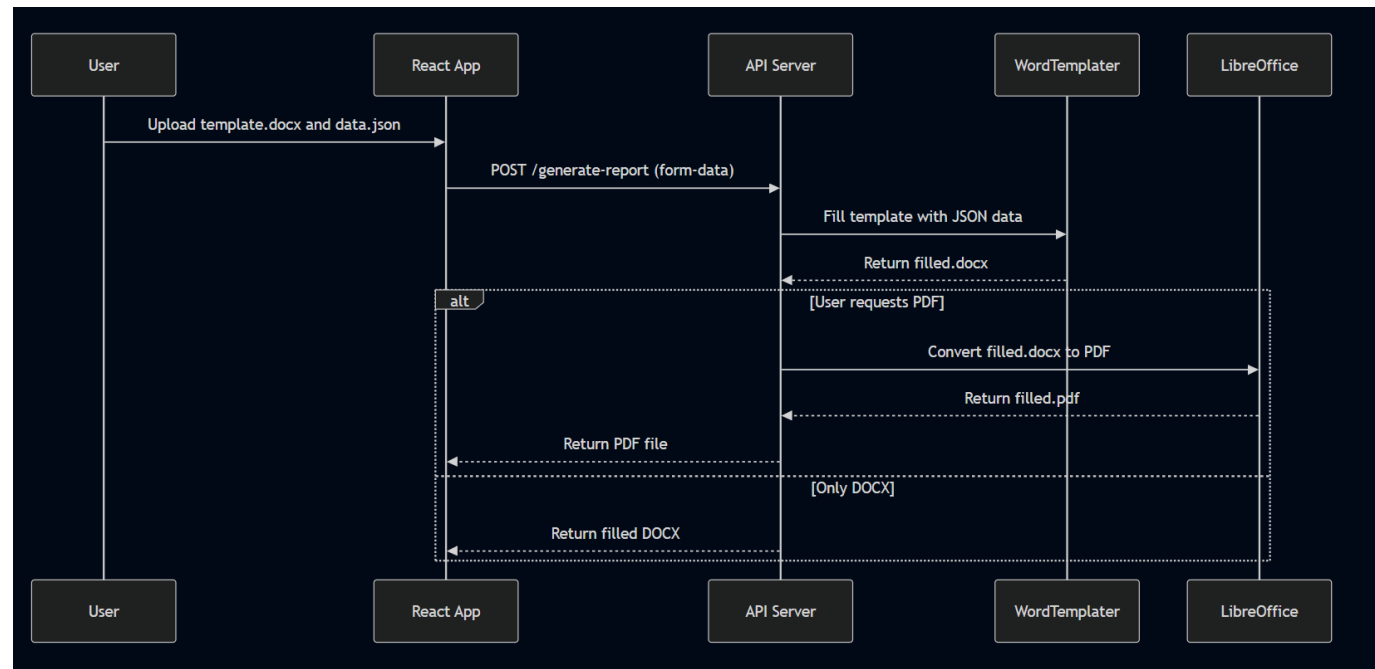 User
React App
API Server
WordTemplater
LibreOffice
Upload template.docx and data.json
POST /generate-report (form-data)
Fill template with JSON data
Return filled.docx
alt
[User requests PDF]
Convert filled.docx to PDF
Return filled.pdf
Return PDF file
[Only DOCX]
Return filled DOCX
User
React App
API Server
WordTemplater
LibreOffice